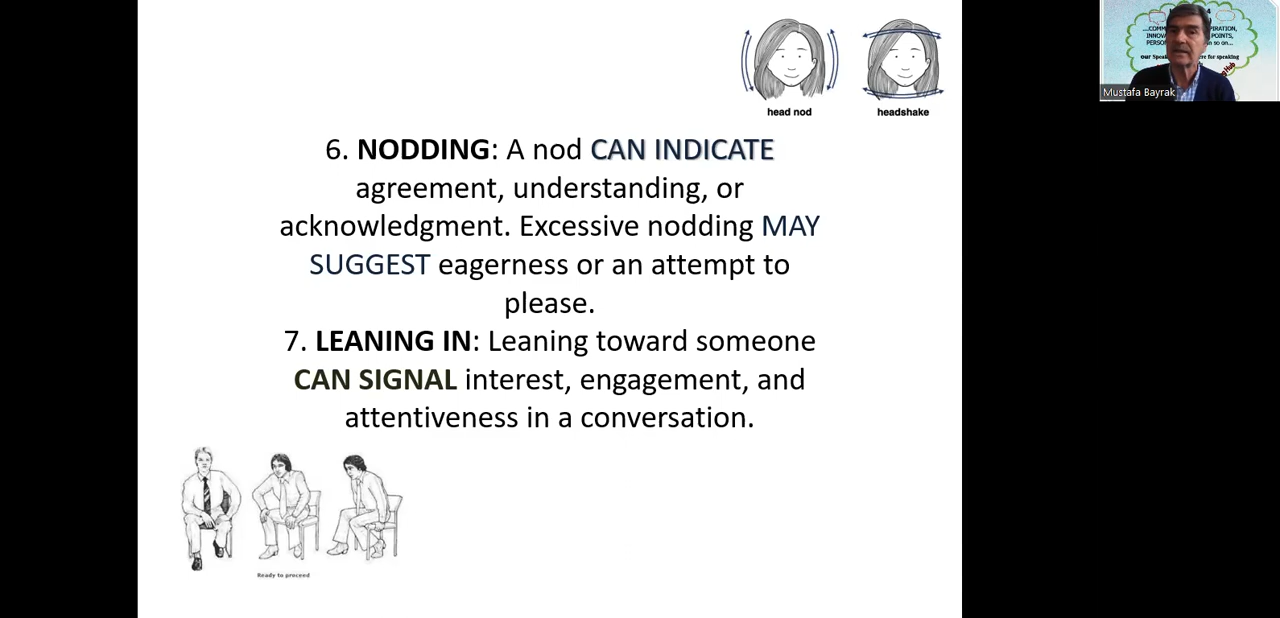 head nod
headshake
6. NODDING: A nod CAN INDICATE
agreement, understanding, or
acknowledgment. Excessive nodding MAY
SUGGEST eagerness or an attempt to
please.
7. LEANING IN: Leaning toward someone
CAN SIGNAL interest, engagement, and
attentiveness in a conversation.
Ready to proceed
Mustafa Bayrak